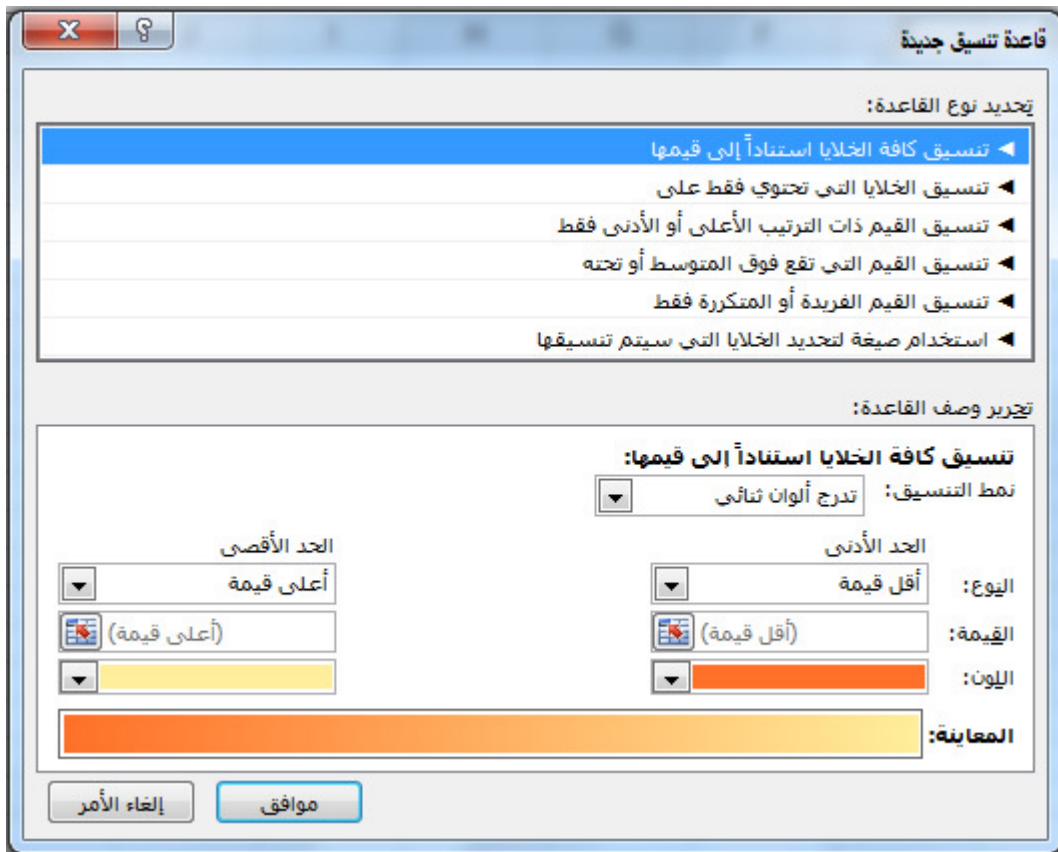 قاعدة تنسيق جديدة
تحديد نوع القاعدة:
◄ تنسيق كافة الخلايا استناداً إلى قيمها
◄ تنسيق الخلايا التي تحتوي فقط على
◄ تنسيق القيم ذات الترتيب الأعلى أو الأدنى فقط
◄ تنسيق القيم التي تقع فوق المتوسط أو تحته
◄ تنسيق القيم الفريدة أو المتكررة فقط
◄ استخدام صيغة لتحديد الخلايا التي سيتم تنسيقها
تحرير وصف القاعدة:
تنسيق كافة الخلايا استناداً إلى قيمها:
نمط التنسيق: تدرج ألوان ثنائي
الحد الأدنى الحد الأقصى
النوع: أقل قيمة أعلى قيمة
القيمة: (أقل قيمة) (أعلى قيمة)
اللون:
المعاينة:
موافق إلغاء الأمر